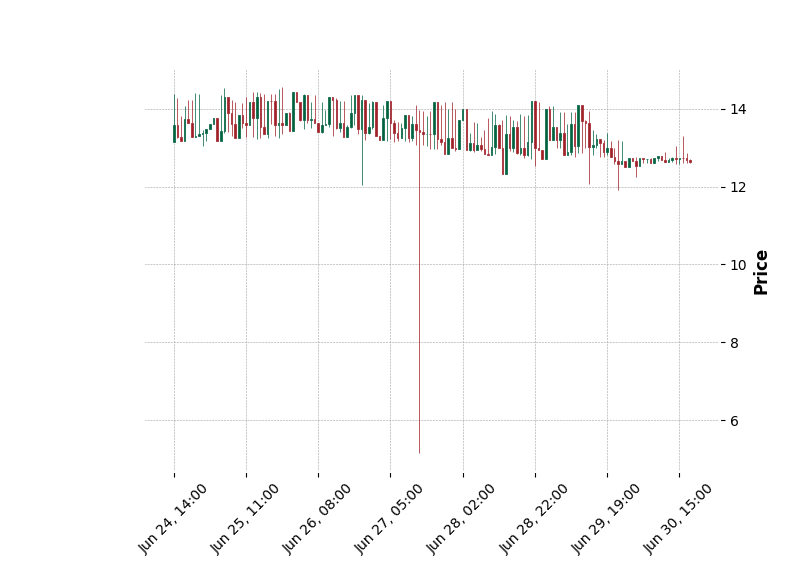 14
12
10
8
6
Price
Jun 24, 14:00
Jun 25, 11:00
Jun 26, 08:00
Jun 27, 05:00
Jun 28, 02:00
Jun 28, 22:00
Jun 29, 19:00
Jun 30, 15:00